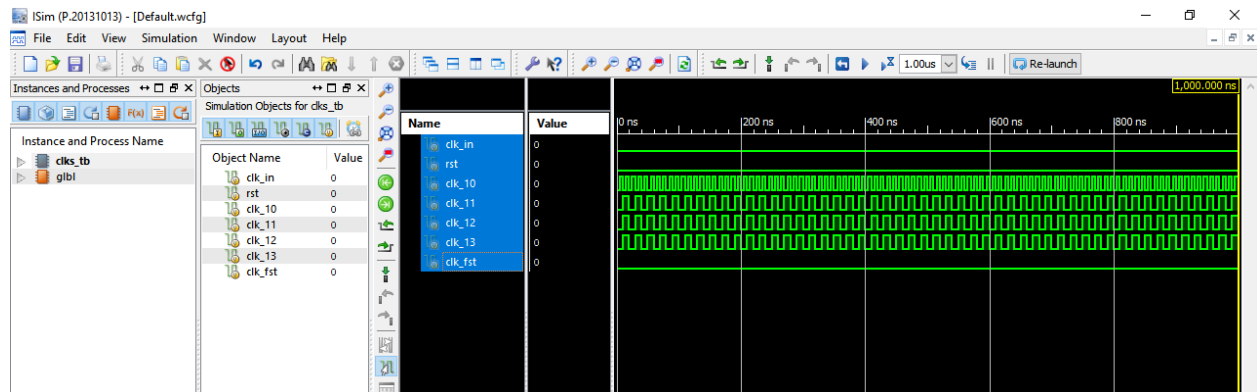 ISim (P.20131013) - [Default.wcfg]
File Edit View Simulation Window Layout Help
1.00us
Re-launch
Instances and Processes
Objects
Simulation Objects for clks_tb
Instance and Process Name
clks_tb
glbl
Object Name Value
clk_in 0
rst 0
clk_10 0
clk_11 0
clk_12 0
clk_13 0
clk_fst 0
1,000.000 ns
Name Value
0 ns 200 ns 400 ns 600 ns 800 ns
clk_in 0
rst 0
clk_10 0
clk_11 0
clk_12 0
clk_13 0
clk_fst 0